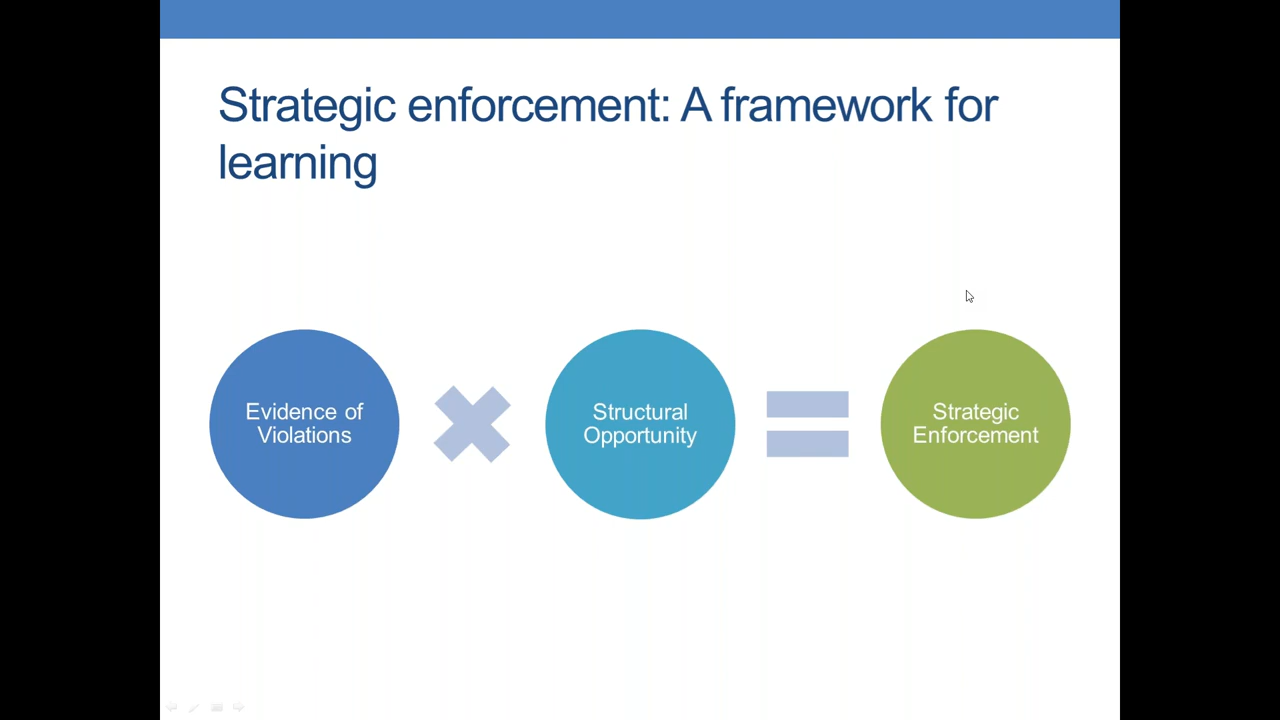 Strategic enforcement: A framework for
learning
Evidence of
Violations
Structural
Opportunity
Strategic
Enforcement